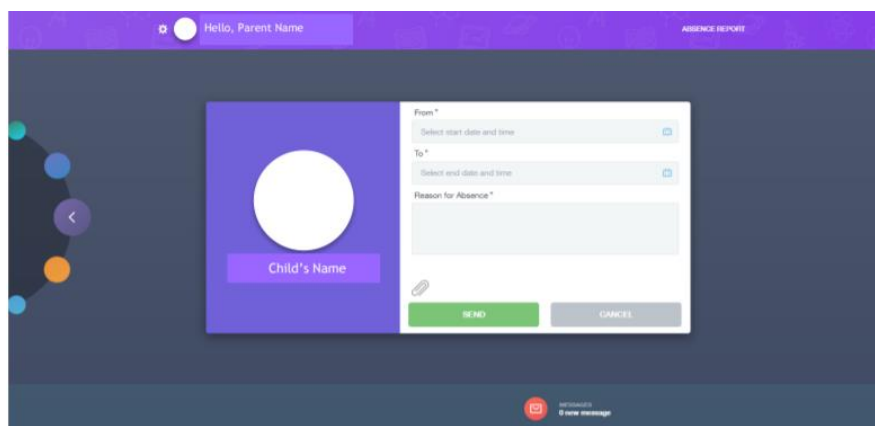 Hello, Parent Name
ABSENCE REPORT
From *
Select start date and time
To *
Select end date and time
Reason for Absence *
Child's Name
SEND
CANCEL
MESSAGES
0 new message